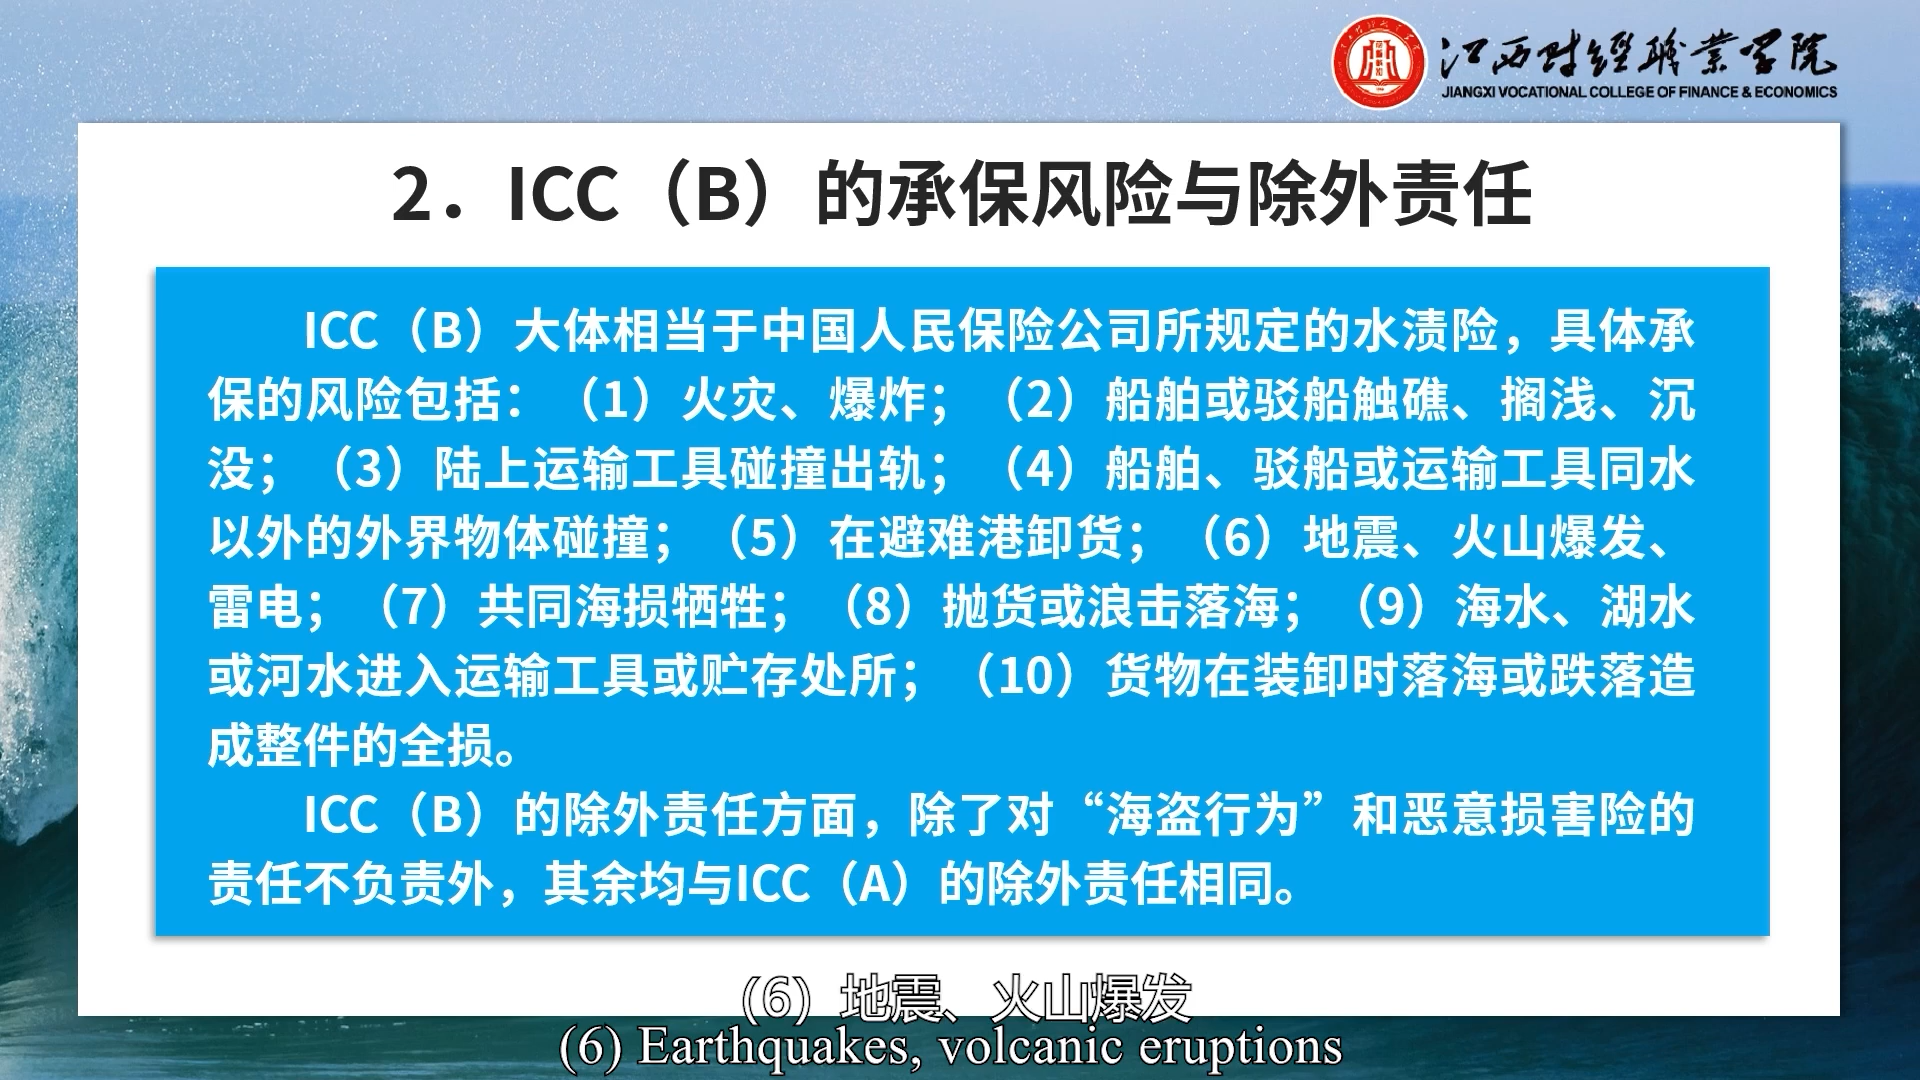 江西财经職業学院
JIANGXI VOCATIONAL COLLEGE OF FINANCE & ECONOMICS
2．ICC（B）的承保风险与除外责任
ICC（B）大体相当于中国人民保险公司所规定的水渍险，具体承
保的风险包括：（1）火灾、爆炸；（2）船舶或驳船触礁、搁浅、沉
没；（3）陆上运输工具碰撞出轨；（4）船舶、驳船或运输工具同水
以外的外界物体碰撞；（5）在避难港卸货；（6）地震、火山爆发、
雷电；（7）共同海损牺牲；（8）抛货或浪击落海；（9）海水、湖水
或河水进入运输工具或贮存处所；（10）货物在装卸时落海或跌落造
成整件的全损。
ICC（B）的除外责任方面，除了对“海盗行为”和恶意损害险的
责任不负责外，其余均与ICC（A）的除外责任相同。
(6) 地震、火山爆发
(6) Earthquakes, volcanic eruptions